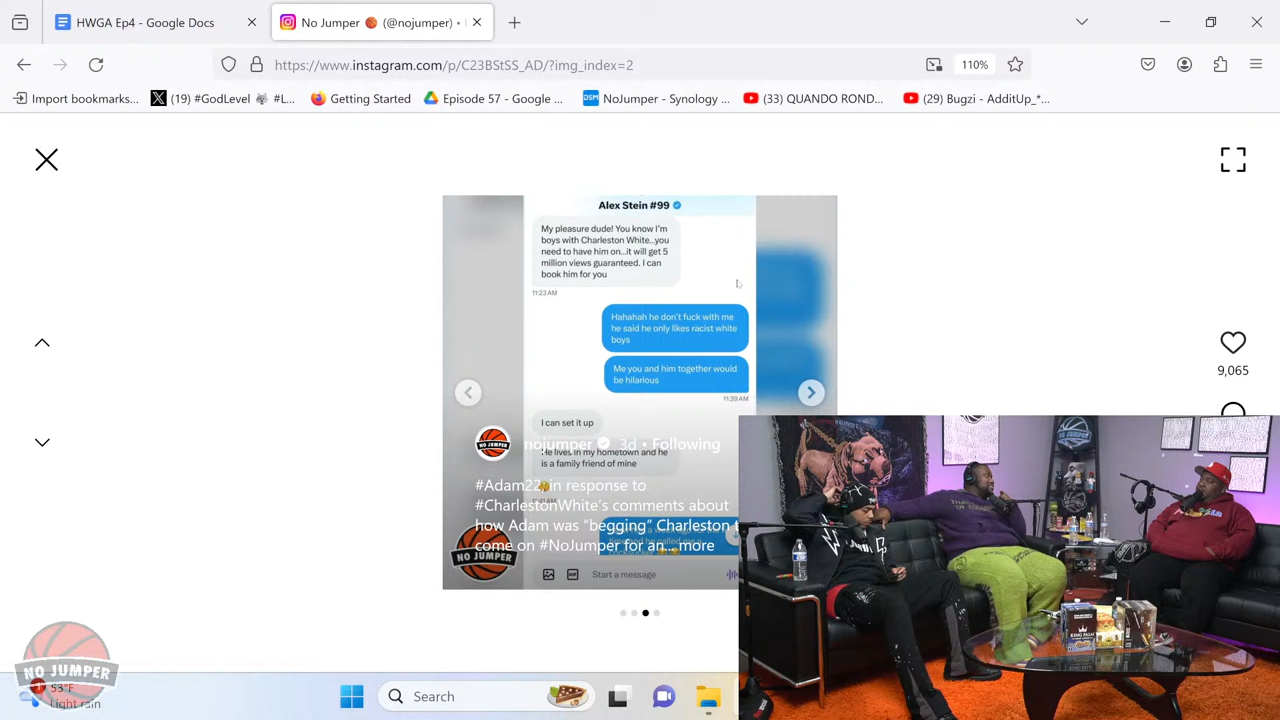 HWGA Ep4 - Google Docs
No Jumper 🏀 (@nojumper) •
https://www.instagram.com/p/C23BStSS_AD/?img_index=2
110%
Import bookmarks...
(19) #GodLevel 🐺 #L...
Getting Started
Episode 57 - Google ...
DSM
NoJumper - Synology ...
(33) QUANDO ROND...
(29) Bugzi - AdditUp_*...
Alex Stein #99
My pleasure dude! You know I'm
boys with Charleston White...you
need to have him on...it will get 5
million views guaranteed. I can
book him for you
11:23 AM
Hahahah he don't fuck with me
he said he only likes racist white
boys
Me you and him together would
be hilarious
11:39 AM
I can set it up
He lives in my hometown and he
is a family friend of mine
nojumper 3d • Following
#Adam22, in response to
#CharlestonWhite's comments about
how Adam was "begging" Charleston t
come on #NoJumper for an... more
Start a message
9,065
NO JUMPER
NO JUMPER
NO JUMPER
53°F
Light rain
Search
KING PALM